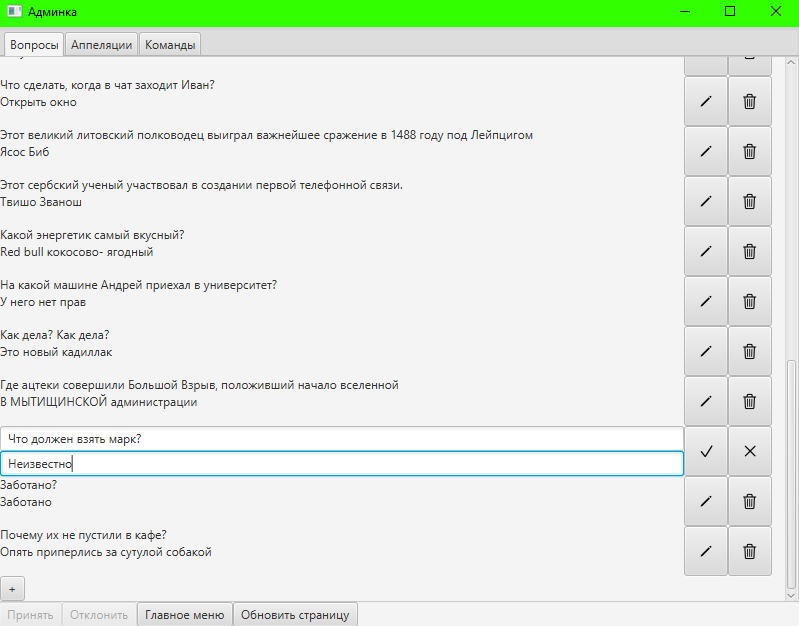 Админка
Вопросы Аппеляции Команды
Что сделать, когда в чат заходит Иван?
Открыть окно
Этот великий литовский полководец выиграл важнейшее сражение в 1488 году под Лейпцигом
Ясос Биб
Этот сербский ученый участвовал в создании первой телефонной связи.
Твишо Званош
Какой энергетик самый вкусный?
Red bull кокосово- ягодный
На какой машине Андрей приехал в университет?
У него нет прав
Как дела? Как дела?
Это новый кадиллак
Где ацтеки совершили Большой Взрыв, положивший начало вселенной
В МЫТИЩИНСКОЙ администрации
Что должен взять марк?
Неизвестно
Заботано?
Заботано
Почему их не пустили в кафе?
Опять приперлись за сутулой собакой
+
Принять Отклонить Главное меню Обновить страницу